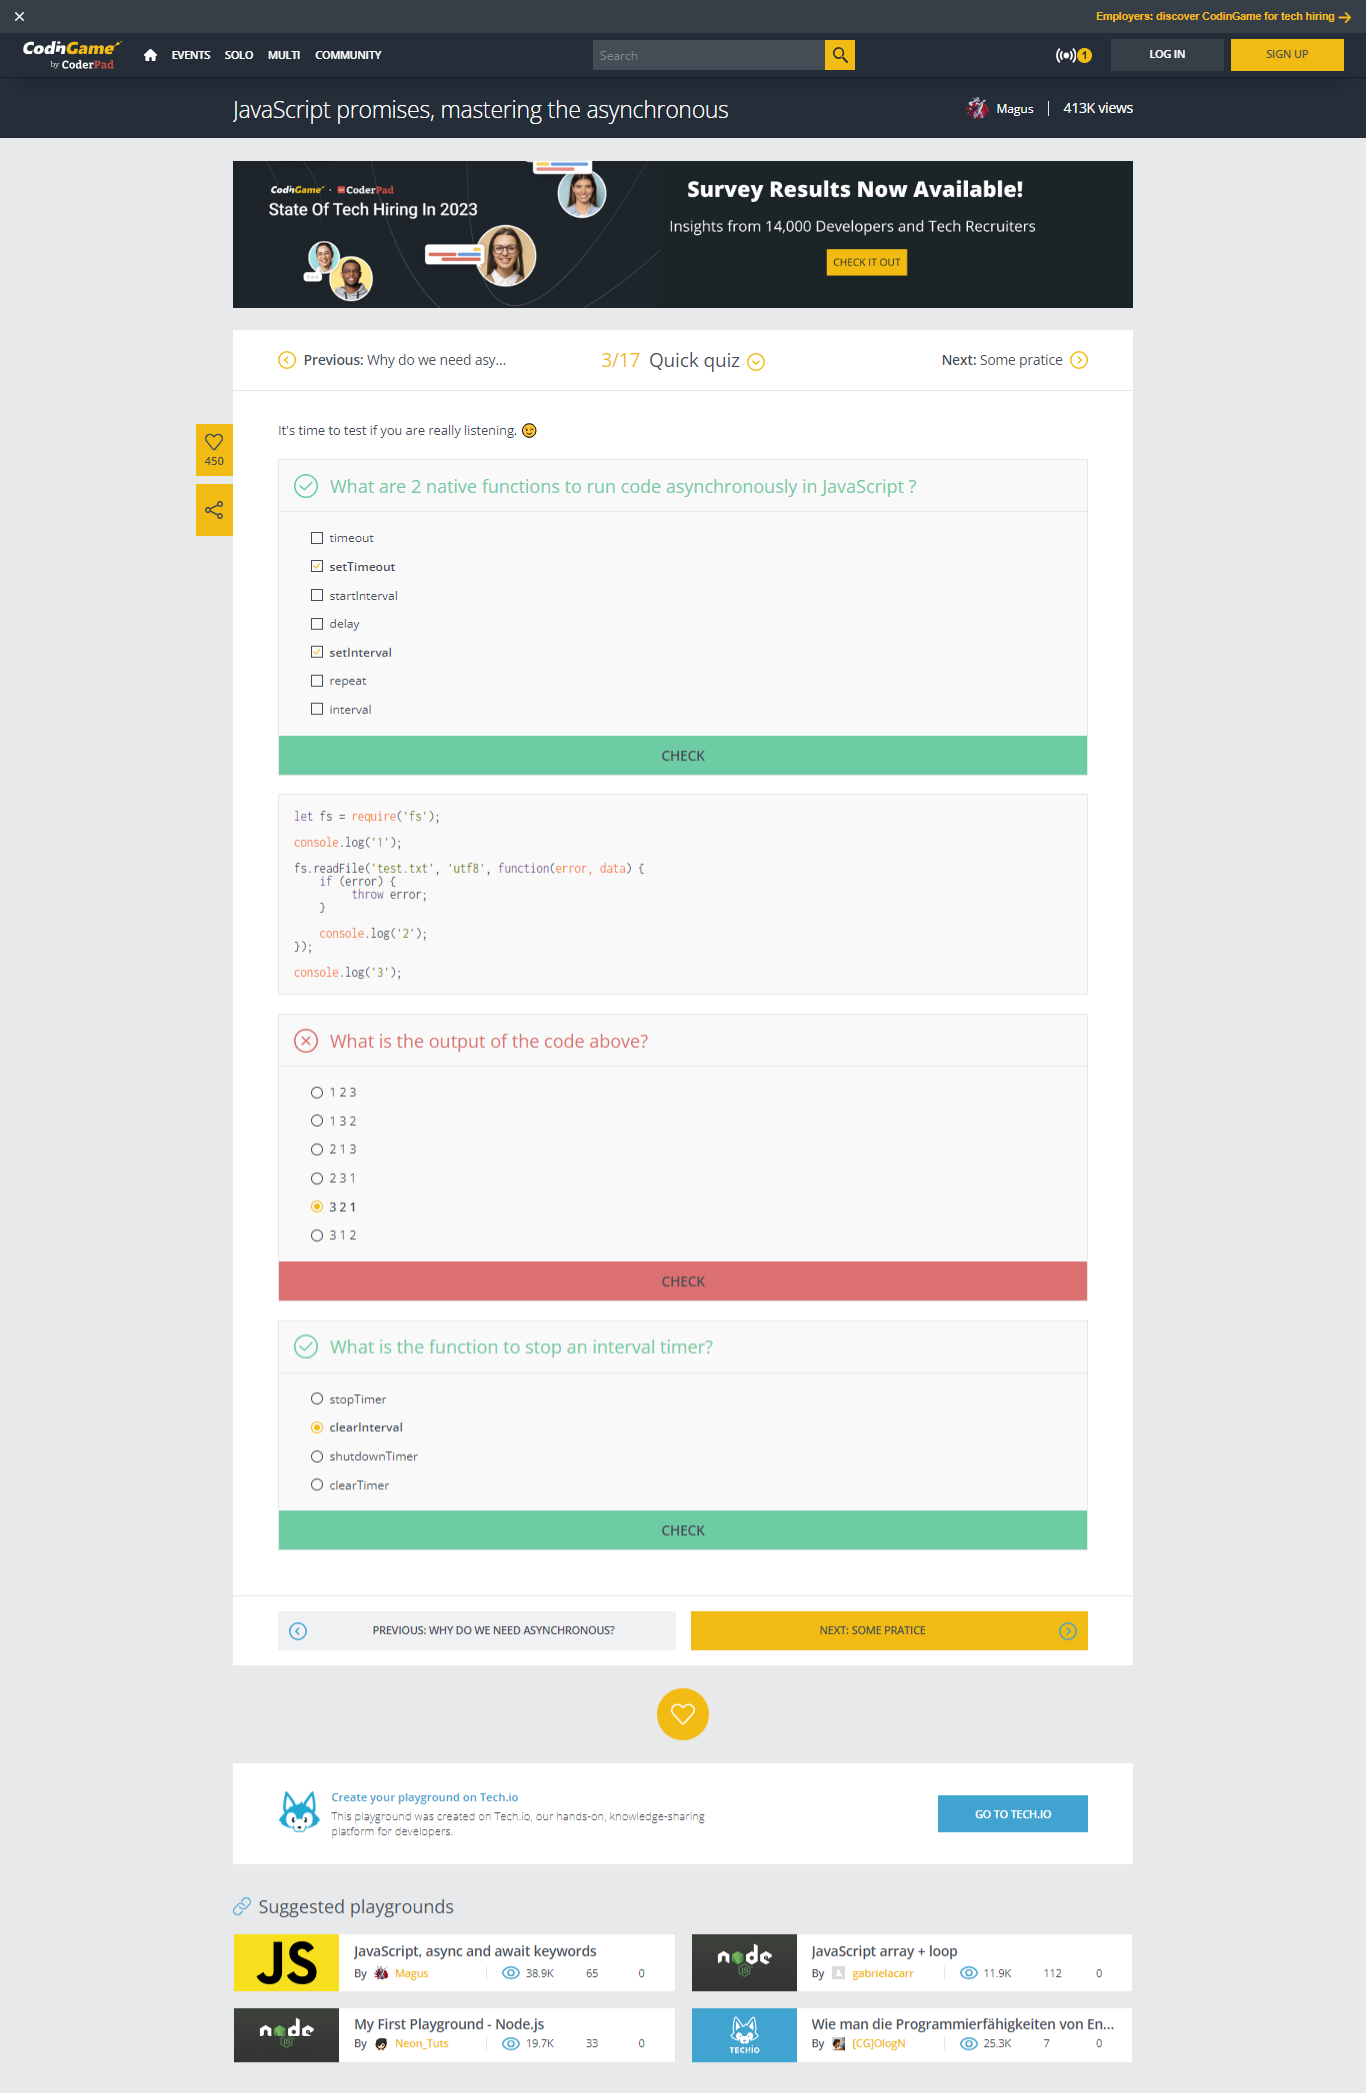 Employers: discover CodinGame for tech hiring
CodinGame
by CoderPad
EVENTS SOLO MULTI COMMUNITY
Search
1
LOG IN
SIGN UP
JavaScript promises, mastering the asynchronous
Magus
413K views
CodinGame · CoderPad
State Of Tech Hiring In 2023
Survey Results Now Available!
Insights from 14,000 Developers and Tech Recruiters
CHECK IT OUT
Previous: Why do we need asy...
3/17 Quick quiz
Next: Some pratice
450
It's time to test if you are really listening. 😉
What are 2 native functions to run code asynchronously in JavaScript ?
timeout
setTimeout
startInterval
delay
setInterval
repeat
interval
CHECK
let fs = require('fs');
console.log('1');
fs.readFile('test.txt', 'utf8', function(error, data) {
    if (error) {
        throw error;
    }
    console.log('2');
});
console.log('3');
What is the output of the code above?
1 2 3
1 3 2
2 1 3
2 3 1
3 2 1
3 1 2
CHECK
What is the function to stop an interval timer?
stopTimer
clearInterval
shutdownTimer
clearTimer
CHECK
PREVIOUS: WHY DO WE NEED ASYNCHRONOUS?
NEXT: SOME PRATICE
Create your playground on Tech.io
This playground was created on Tech.io, our hands-on, knowledge-sharing
platform for developers.
GO TO TECH.IO
Suggested playgrounds
JS
JavaScript, async and await keywords
By Magus 38.9K 65 0
node
JS
JavaScript array + loop
By gabrielacarr 11.9K 112 0
node
JS
My First Playground - Node.js
By Neon_Tuts 19.7K 33 0
TECHIO
Wie man die Programmierfähigkeiten von En...
By [CG]OlogN 25.3K 7 0